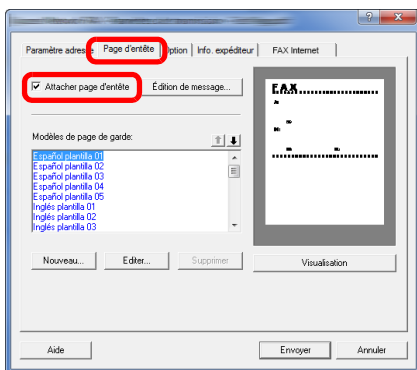 Paramètre adresse Page d'entête Option Info. expéditeur FAX Internet
Attacher page d'entête Édition de message...
FAX
Modèles de page de garde:
Español plantilla 01
Español plantilla 02
Español plantilla 03
Español plantilla 04
Español plantilla 05
Inglés plantilla 01
Inglés plantilla 02
Inglés plantilla 03
Nouveau... Editer... Supprimer Visualisation
Aide Envoyer Annuler